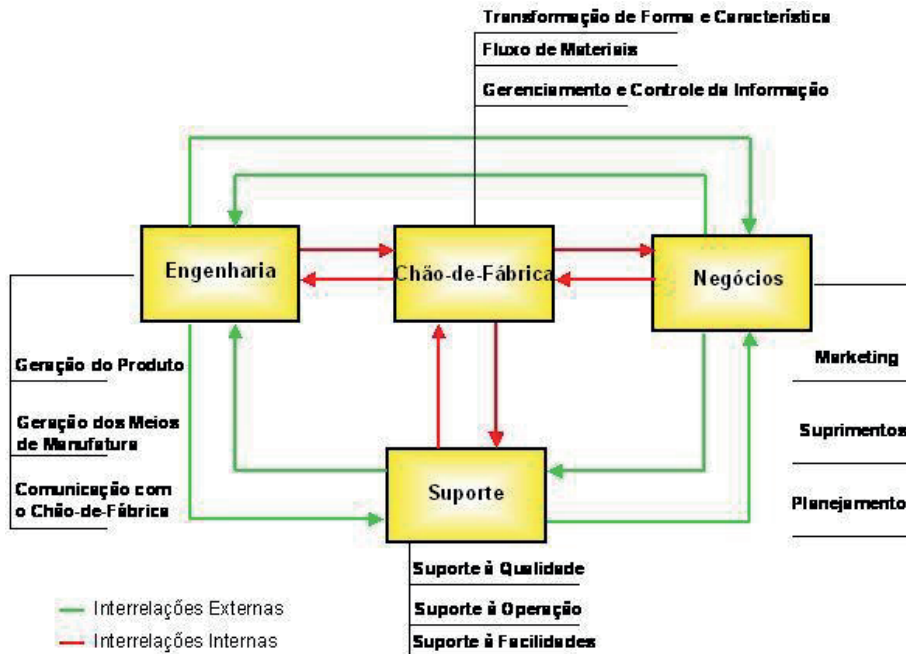 Transformação de Forma e Característica
Fluxo de Materiais
Gerenciamento e Controle da Informação
Engenharia
Chão-de-Fábrica
Negócios
Geração do Produto
Geração dos Meios
de Manufatura
Comunicação com
o Chão-de-Fábrica
Marketing
Suprimentos
Planejamento
Suporte
Suporte à Qualidade
Suporte à Operação
Suporte à Facilidades
Interrelações Externas
Interrelações Internas